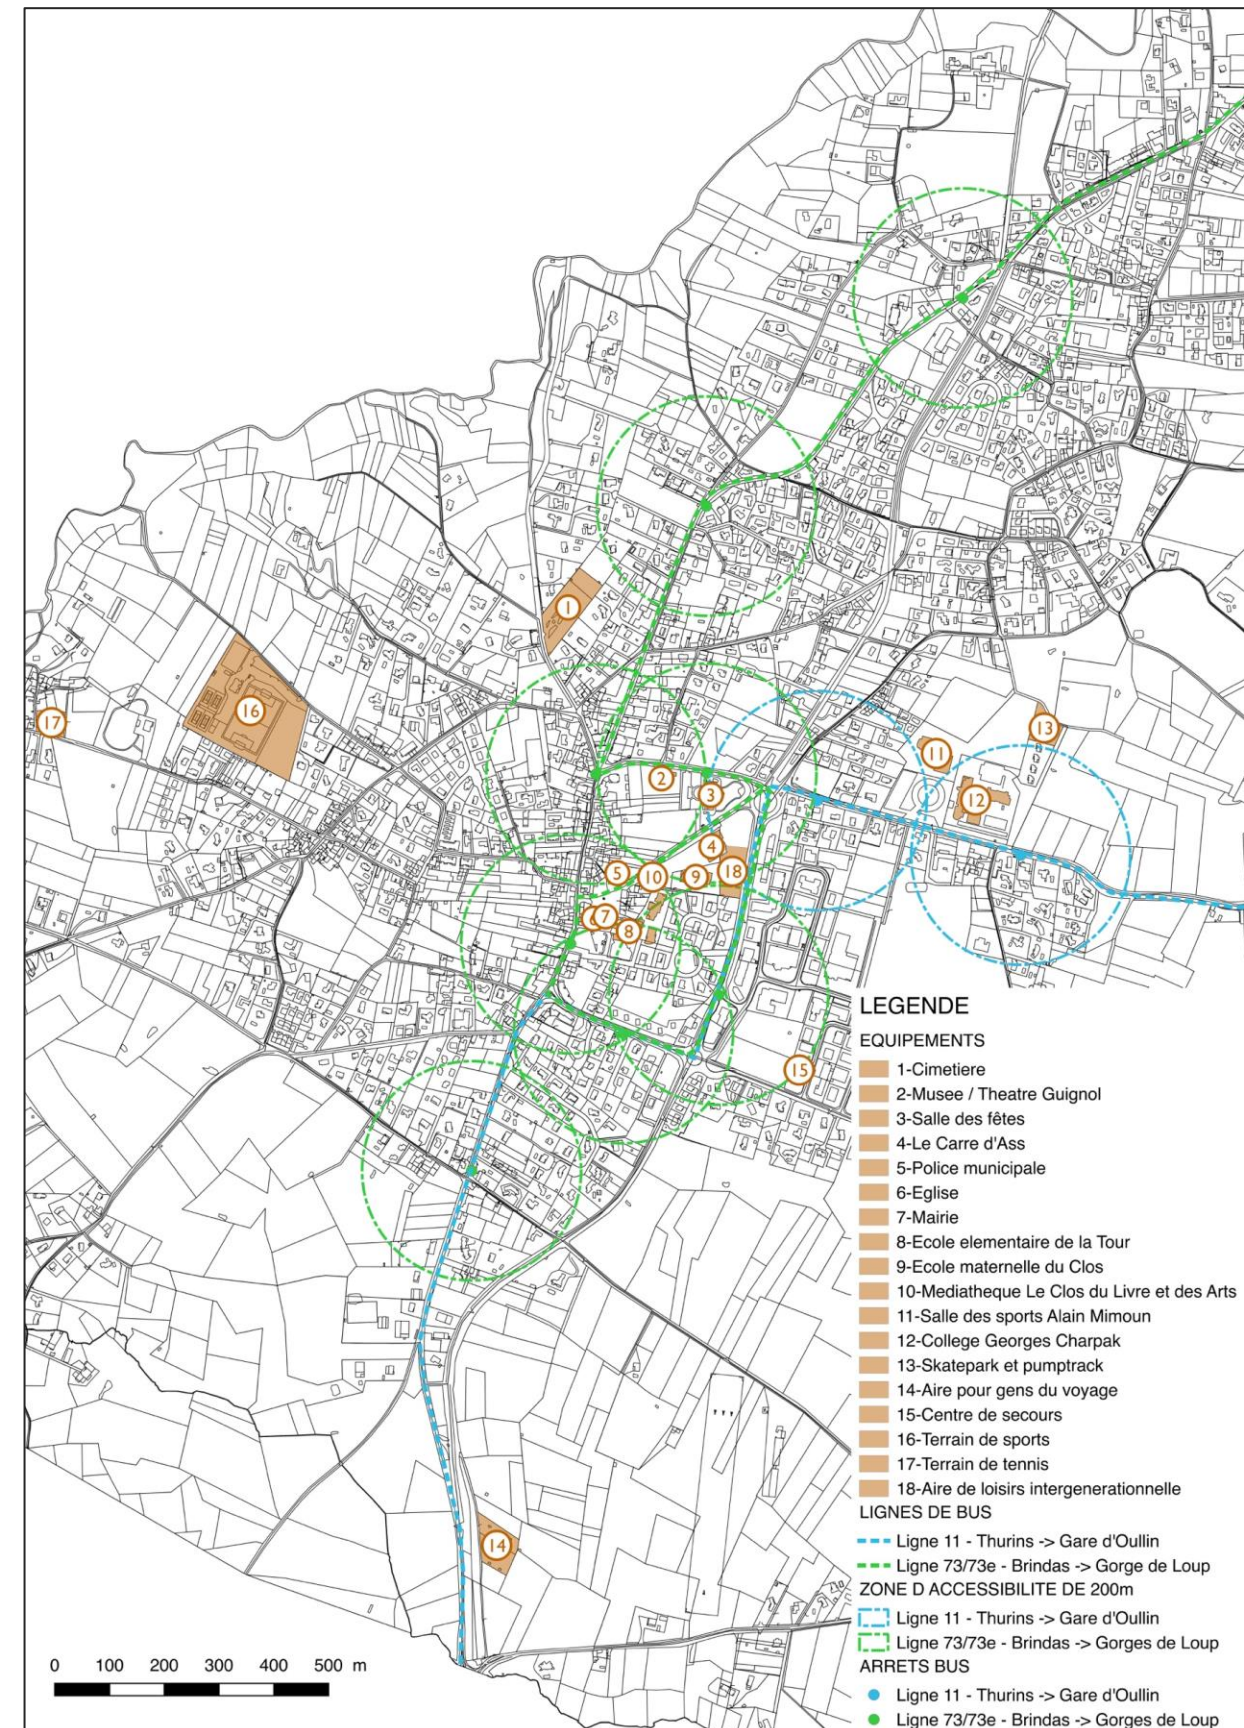 1
16
17
11
13
2
3
12
4
5
10
9
18
6
7
8
15
14
LEGENDE
EQUIPEMENTS
1-Cimetiere
2-Musee / Theatre Guignol
3-Salle des fêtes
4-Le Carre d'Ass
5-Police municipale
6-Eglise
7-Mairie
8-Ecole elementaire de la Tour
9-Ecole maternelle du Clos
10-Mediatheque Le Clos du Livre et des Arts
11-Salle des sports Alain Mimoun
12-College Georges Charpak
13-Skatepark et pumptrack
14-Aire pour gens du voyage
15-Centre de secours
16-Terrain de sports
17-Terrain de tennis
18-Aire de loisirs intergenerationnelle
LIGNES DE BUS
Ligne 11 - Thurins -> Gare d'Oullin
Ligne 73/73e - Brindas -> Gorge de Loup
ZONE D ACCESSIBILITE DE 200m
Ligne 11 - Thurins -> Gare d'Oullin
Ligne 73/73e - Brindas -> Gorges de Loup
ARRETS BUS
Ligne 11 - Thurins -> Gare d'Oullin
Ligne 73/73e - Brindas -> Gorges de Loup
0 100 200 300 400 500 m